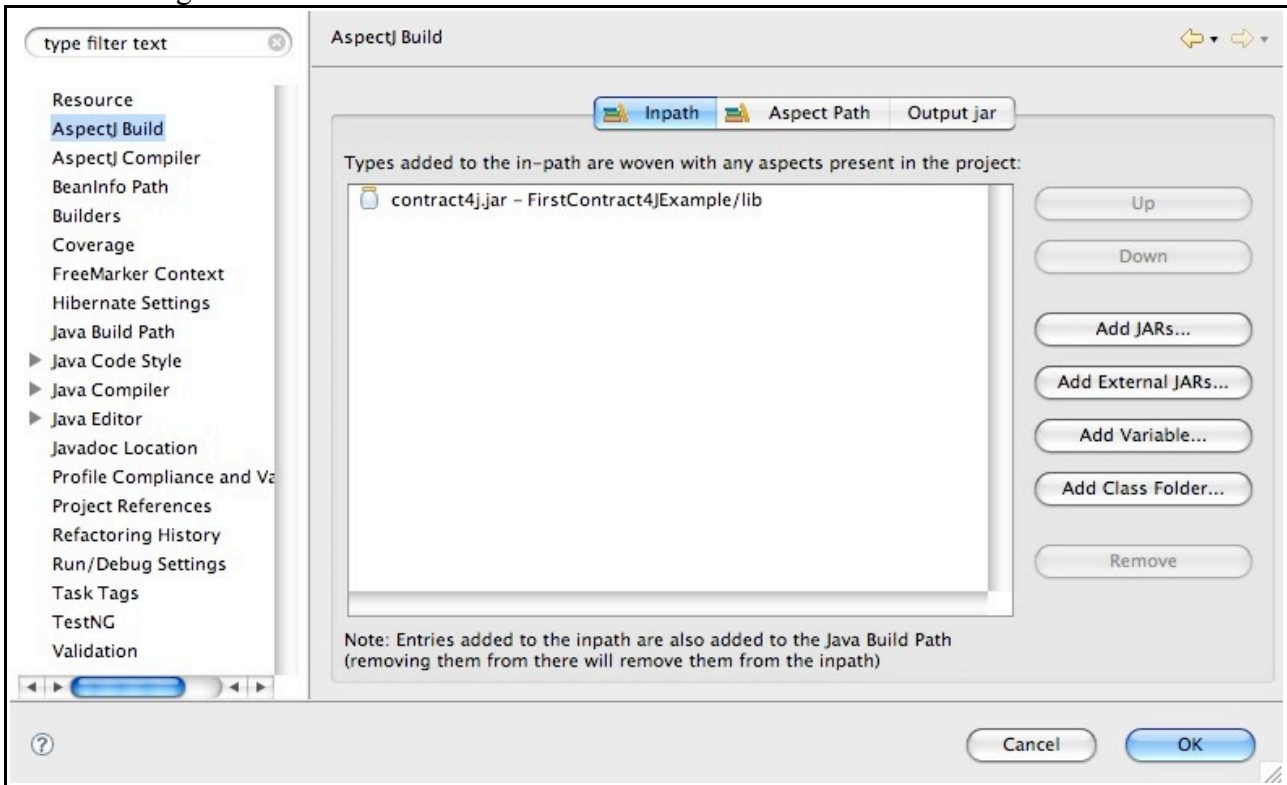 type filter text
AspectJ Build
Resource
AspectJ Build
AspectJ Compiler
BeanInfo Path
Builders
Coverage
FreeMarker Context
Hibernate Settings
Java Build Path
Java Code Style
Java Compiler
Java Editor
Javadoc Location
Profile Compliance and Va
Project References
Refactoring History
Run/Debug Settings
Task Tags
TestNG
Validation
Inpath Aspect Path Output jar
Types added to the in-path are woven with any aspects present in the project:
contract4j.jar – FirstContract4JExample/lib
Up
Down
Add JARs...
Add External JARs...
Add Variable...
Add Class Folder...
Remove
Note: Entries added to the inpath are also added to the Java Build Path
(removing them from there will remove them from the inpath)
?
Cancel OK